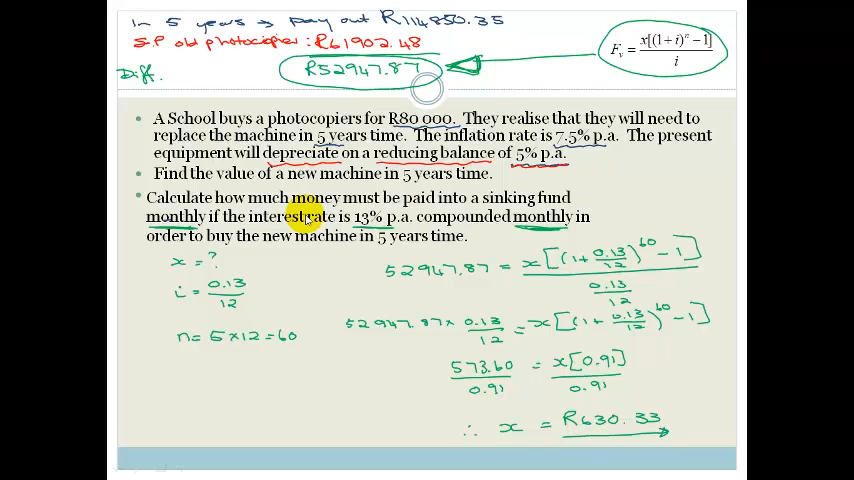 In 5 years → pay out R114850.35
S.P old photocopier : R61902.48
Diff. R52947.87
Fv = x[(1+i)^n −1] / i
• A School buys a photocopiers for R80 000. They realise that they will need to
replace the machine in 5 years time. The inflation rate is 7.5% p.a. The present
equipment will depreciate on a reducing balance of 5% p.a.
• Find the value of a new machine in 5 years time.
• Calculate how much money must be paid into a sinking fund
monthly if the interest rate is 13% p.a. compounded monthly in
order to buy the new machine in 5 years time.
x = ?
i = 0.13/12
n = 5×12 = 60
52947.87 = x[(1+ 0.13/12)^60 − 1] / 0.13/12
52947.87 × 0.13/12 = x[(1+ 0.13/12)^60 − 1]
573.60/0.91 = x[0.91]/0.91
∴ x = R630.33